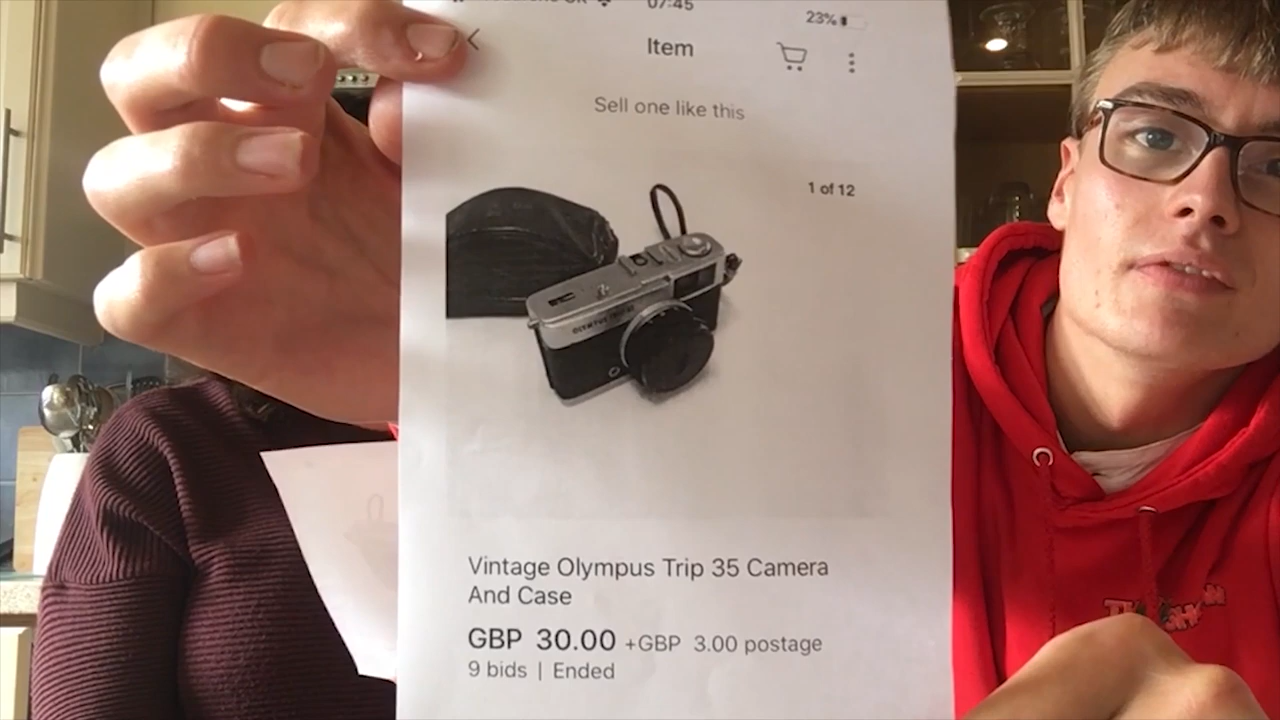 07:45
23%
Item
Sell one like this
1 of 12
OLYMPUS
Vintage Olympus Trip 35 Camera
And Case
GBP 30.00 +GBP 3.00 postage
9 bids | Ended